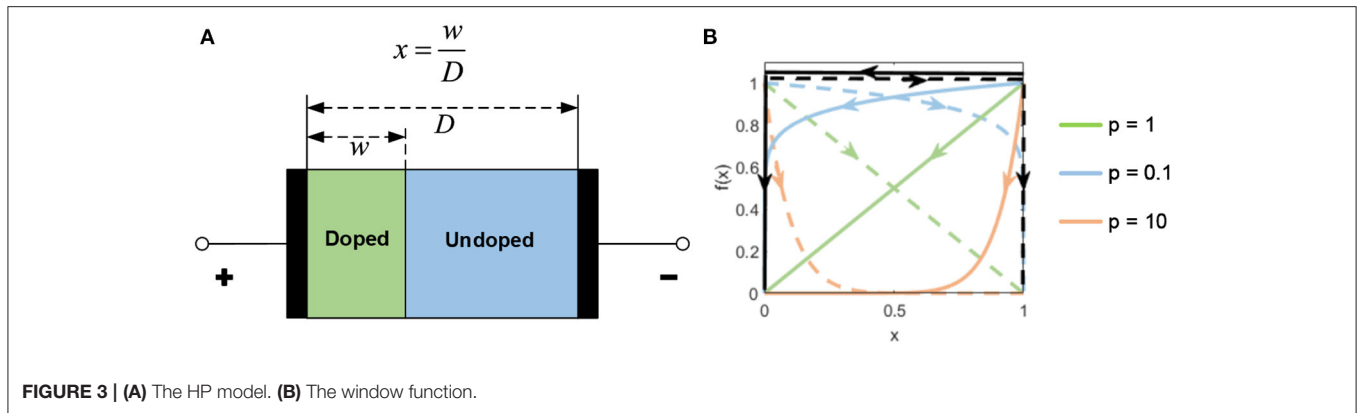 A
x = w/D
D
w
Doped
Undoped
+
−
B
1
0.8
0.6
0.4
0.2
0
f(x)
0
0.5
1
x
p = 1
p = 0.1
p = 10
FIGURE 3 | (A) The HP model. (B) The window function.